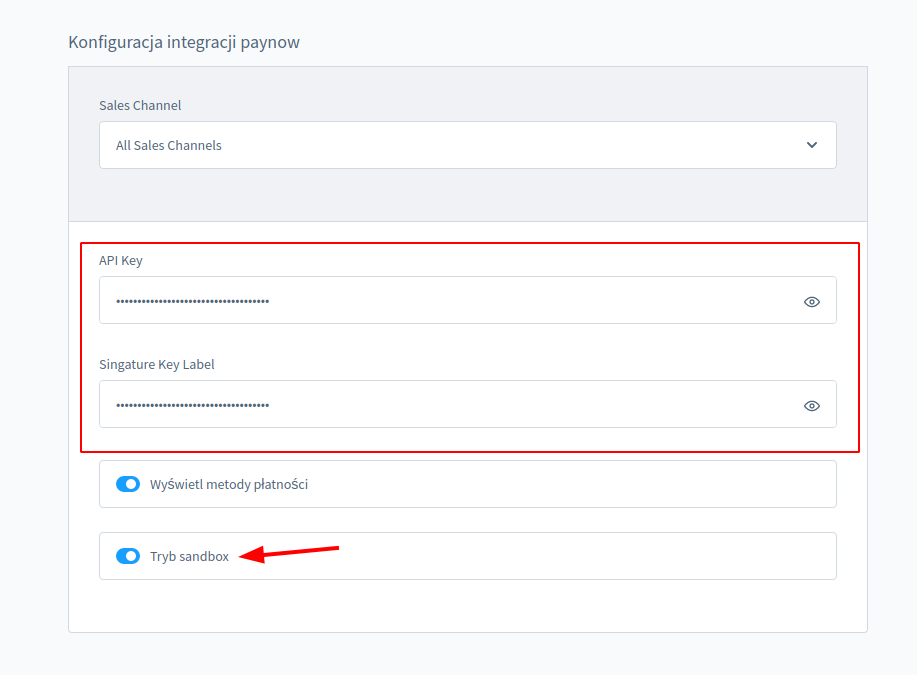 Konfiguracja integracji paynow
Sales Channel
All Sales Channels
API Key
••••••••••••••••••••••••••••••••••••
Singature Key Label
••••••••••••••••••••••••••••••••••••
Wyświetl metody płatności
Tryb sandbox